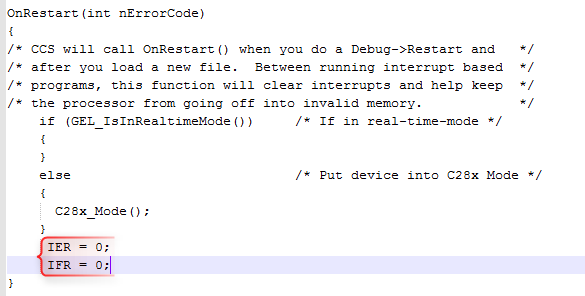 OnRestart(int nErrorCode)
{
/* CCS will call OnRestart() when you do a Debug->Restart and   */
/* after you load a new file.  Between running interrupt based  */
/* programs, this function will clear interrupts and help keep  */
/* the processor from going off into invalid memory.            */
    if (GEL_IsInRealtimeMode())     /* If in real-time-mode */
    {
    }
    else                            /* Put device into C28x Mode */
    {
      C28x_Mode();
    }
     IER = 0;
     IFR = 0;
}